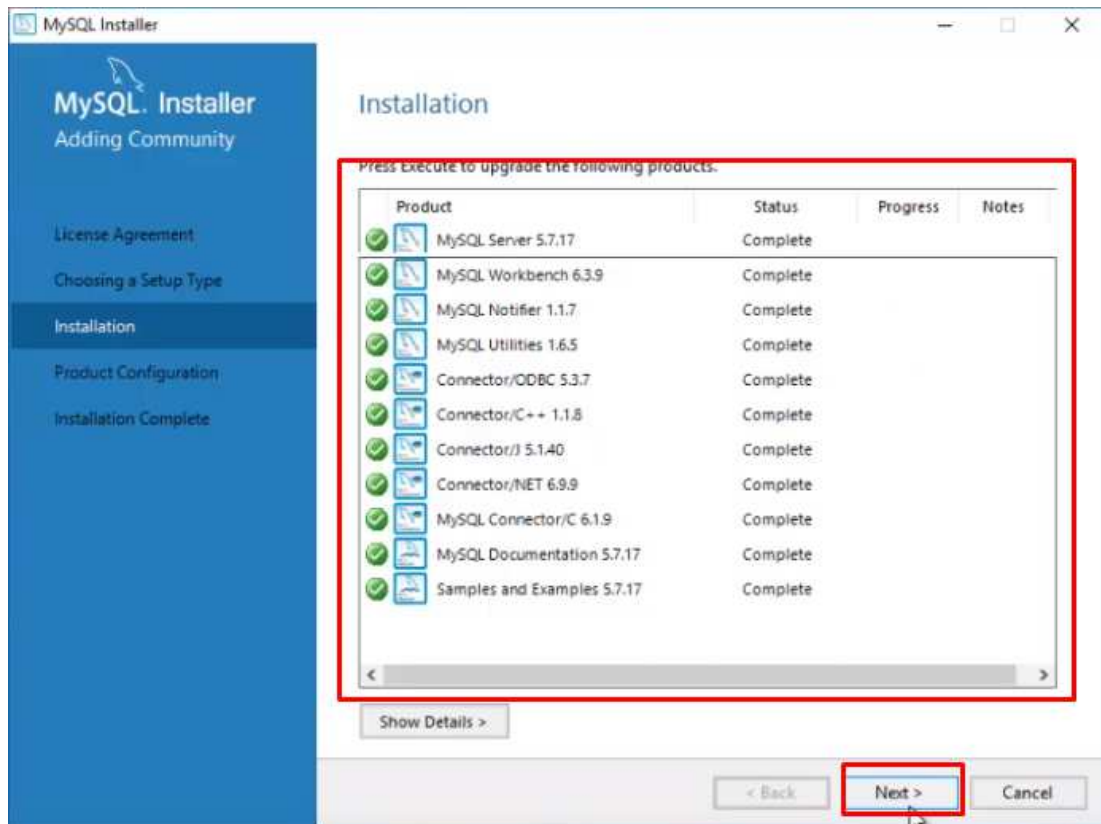 MySQL Installer
MySQL. Installer
Adding Community
License Agreement
Choosing a Setup Type
Installation
Product Configuration
Installation Complete
Installation
Press Execute to upgrade the following products.
Product Status Progress Notes
MySQL Server 5.7.17 Complete
MySQL Workbench 6.3.9 Complete
MySQL Notifier 1.1.7 Complete
MySQL Utilities 1.6.5 Complete
Connector/ODBC 5.3.7 Complete
Connector/C++ 1.1.8 Complete
Connector/J 5.1.40 Complete
Connector/NET 6.9.9 Complete
MySQL Connector/C 6.1.9 Complete
MySQL Documentation 5.7.17 Complete
Samples and Examples 5.7.17 Complete
Show Details >
< Back Next > Cancel